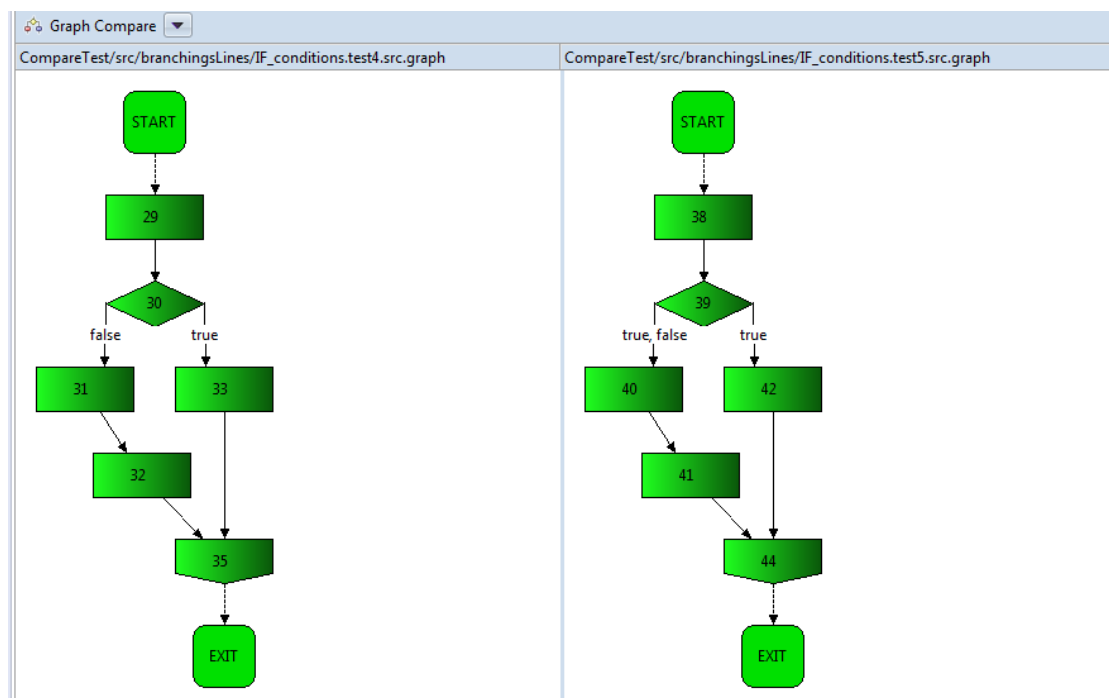 Graph Compare
CompareTest/src/branchingsLines/IF_conditions.test4.src.graph
CompareTest/src/branchingsLines/IF_conditions.test5.src.graph
START
29
30
false
true
31
33
32
35
EXIT
START
38
39
true, false
true
40
42
41
44
EXIT